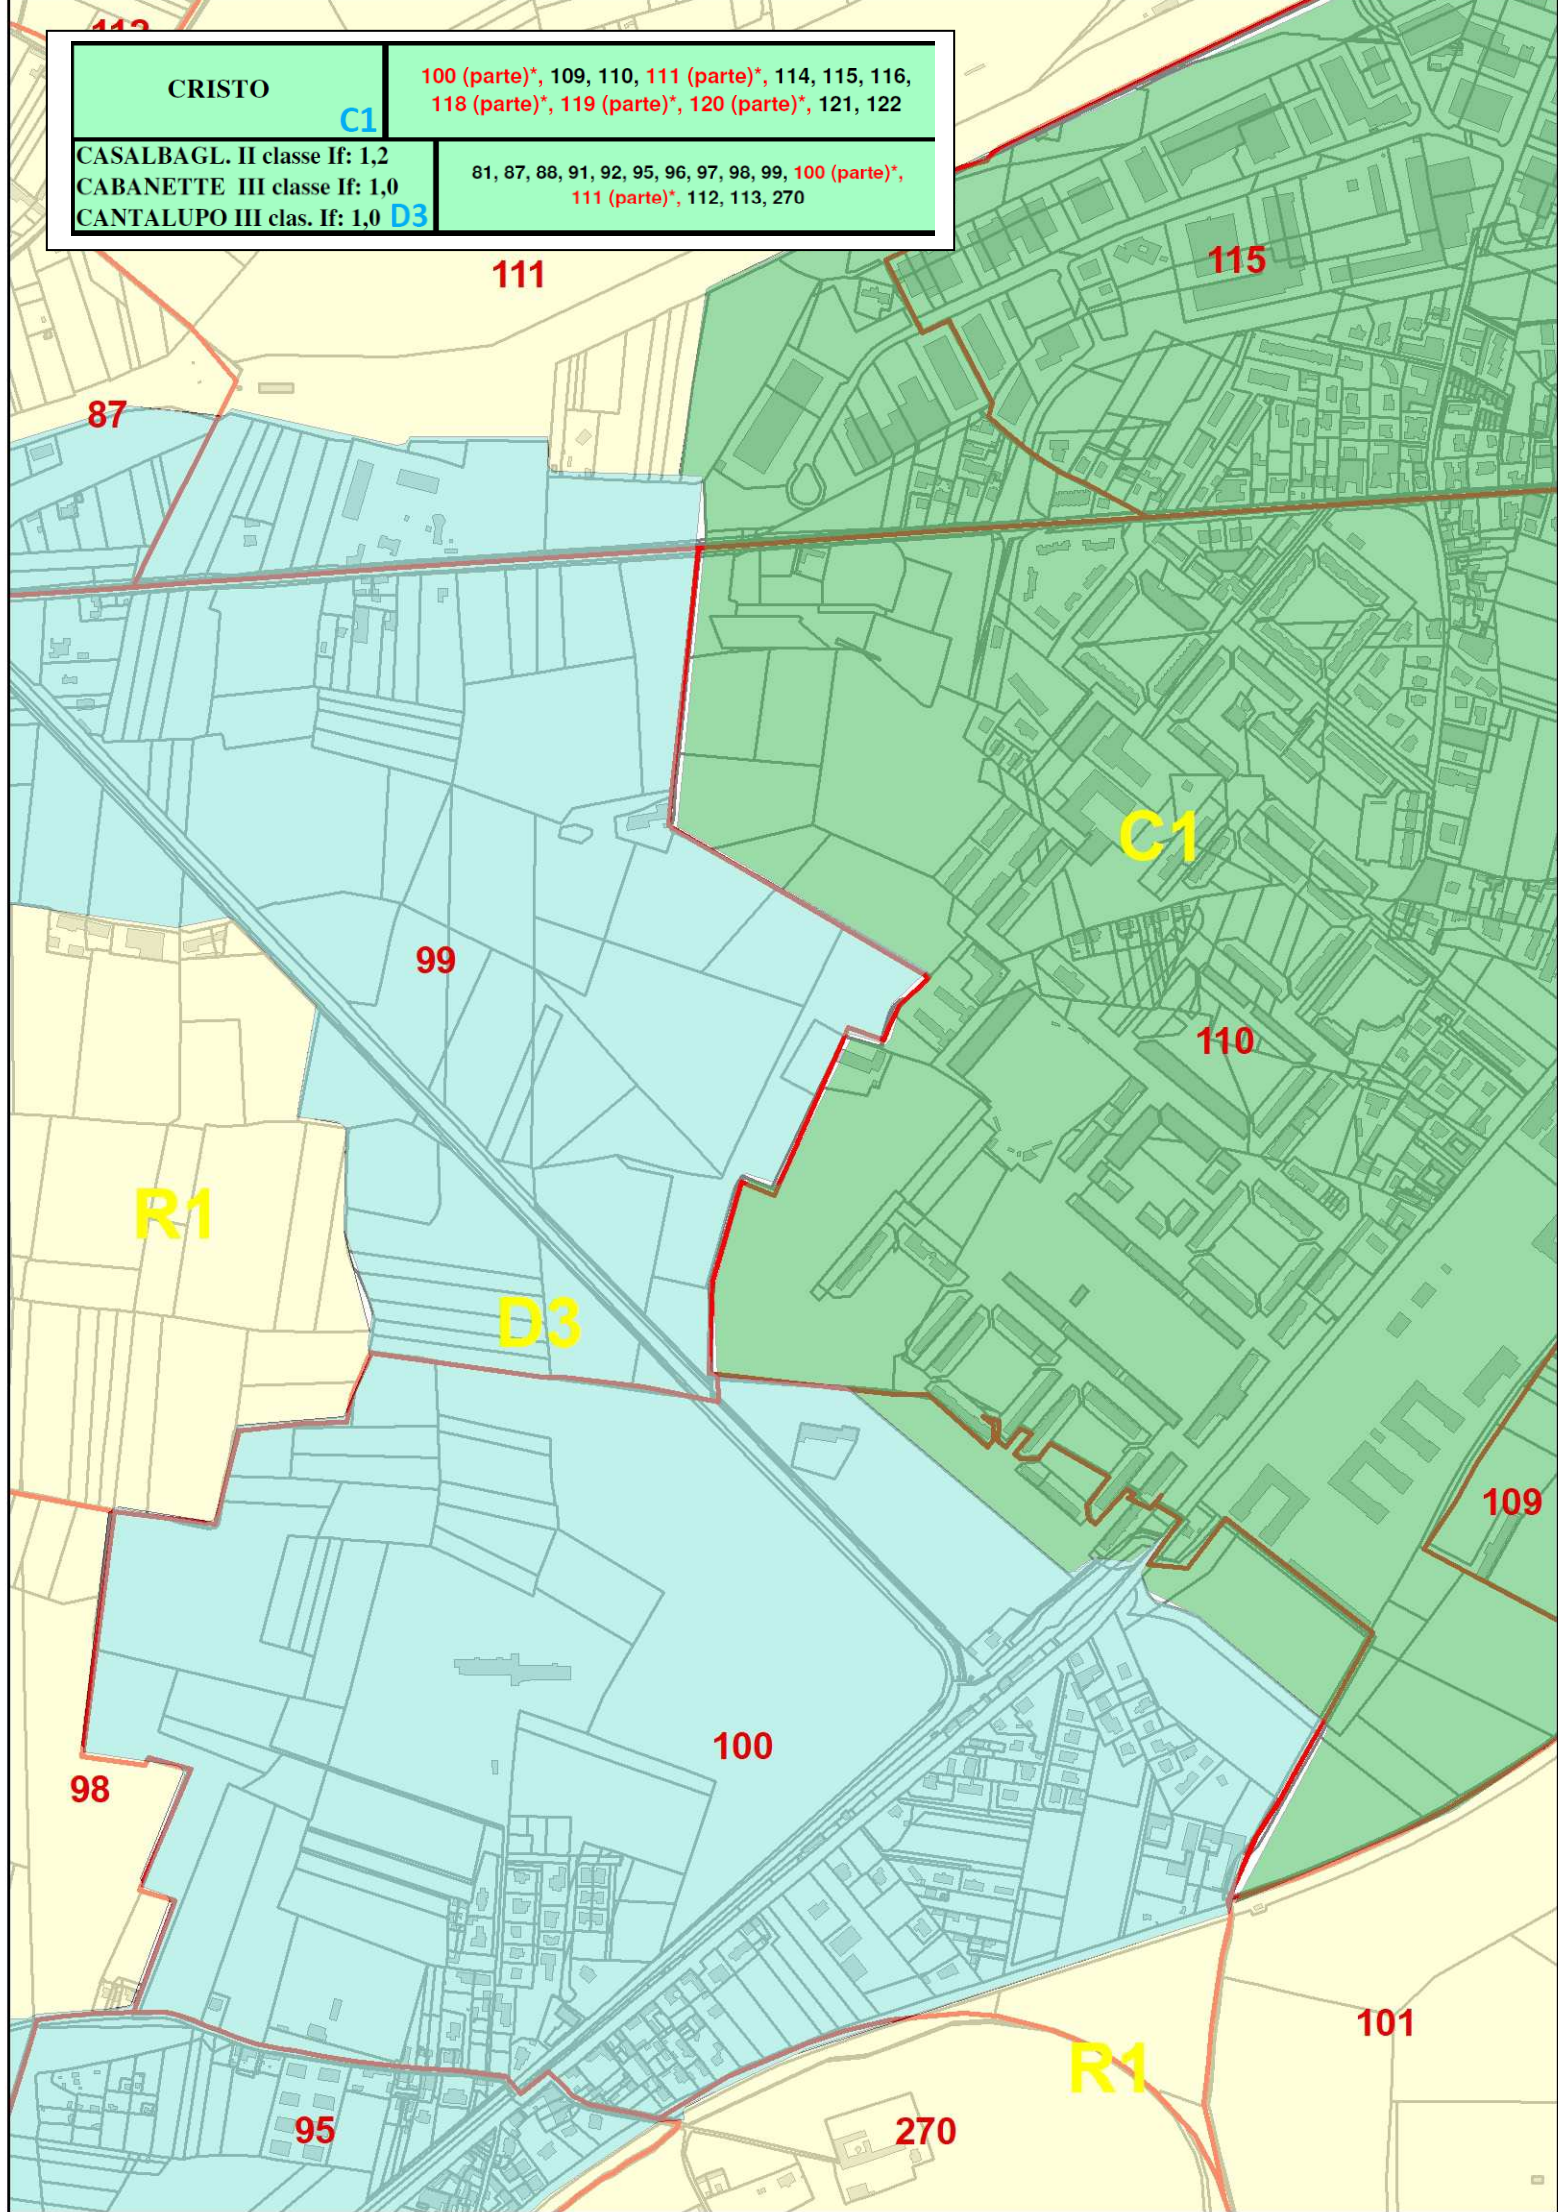 112
CRISTO
C1
100 (parte)*, 109, 110, 111 (parte)*, 114, 115, 116,
118 (parte)*, 119 (parte)*, 120 (parte)*, 121, 122
CASALBAGL. II classe If: 1,2
CABANETTE III classe If: 1,0
CANTALUPO III clas. If: 1,0 D3
81, 87, 88, 91, 92, 95, 96, 97, 98, 99, 100 (parte)*,
111 (parte)*, 112, 113, 270
115
111
87
C1
99
110
R1
D3
109
100
98
101
R1
95
270